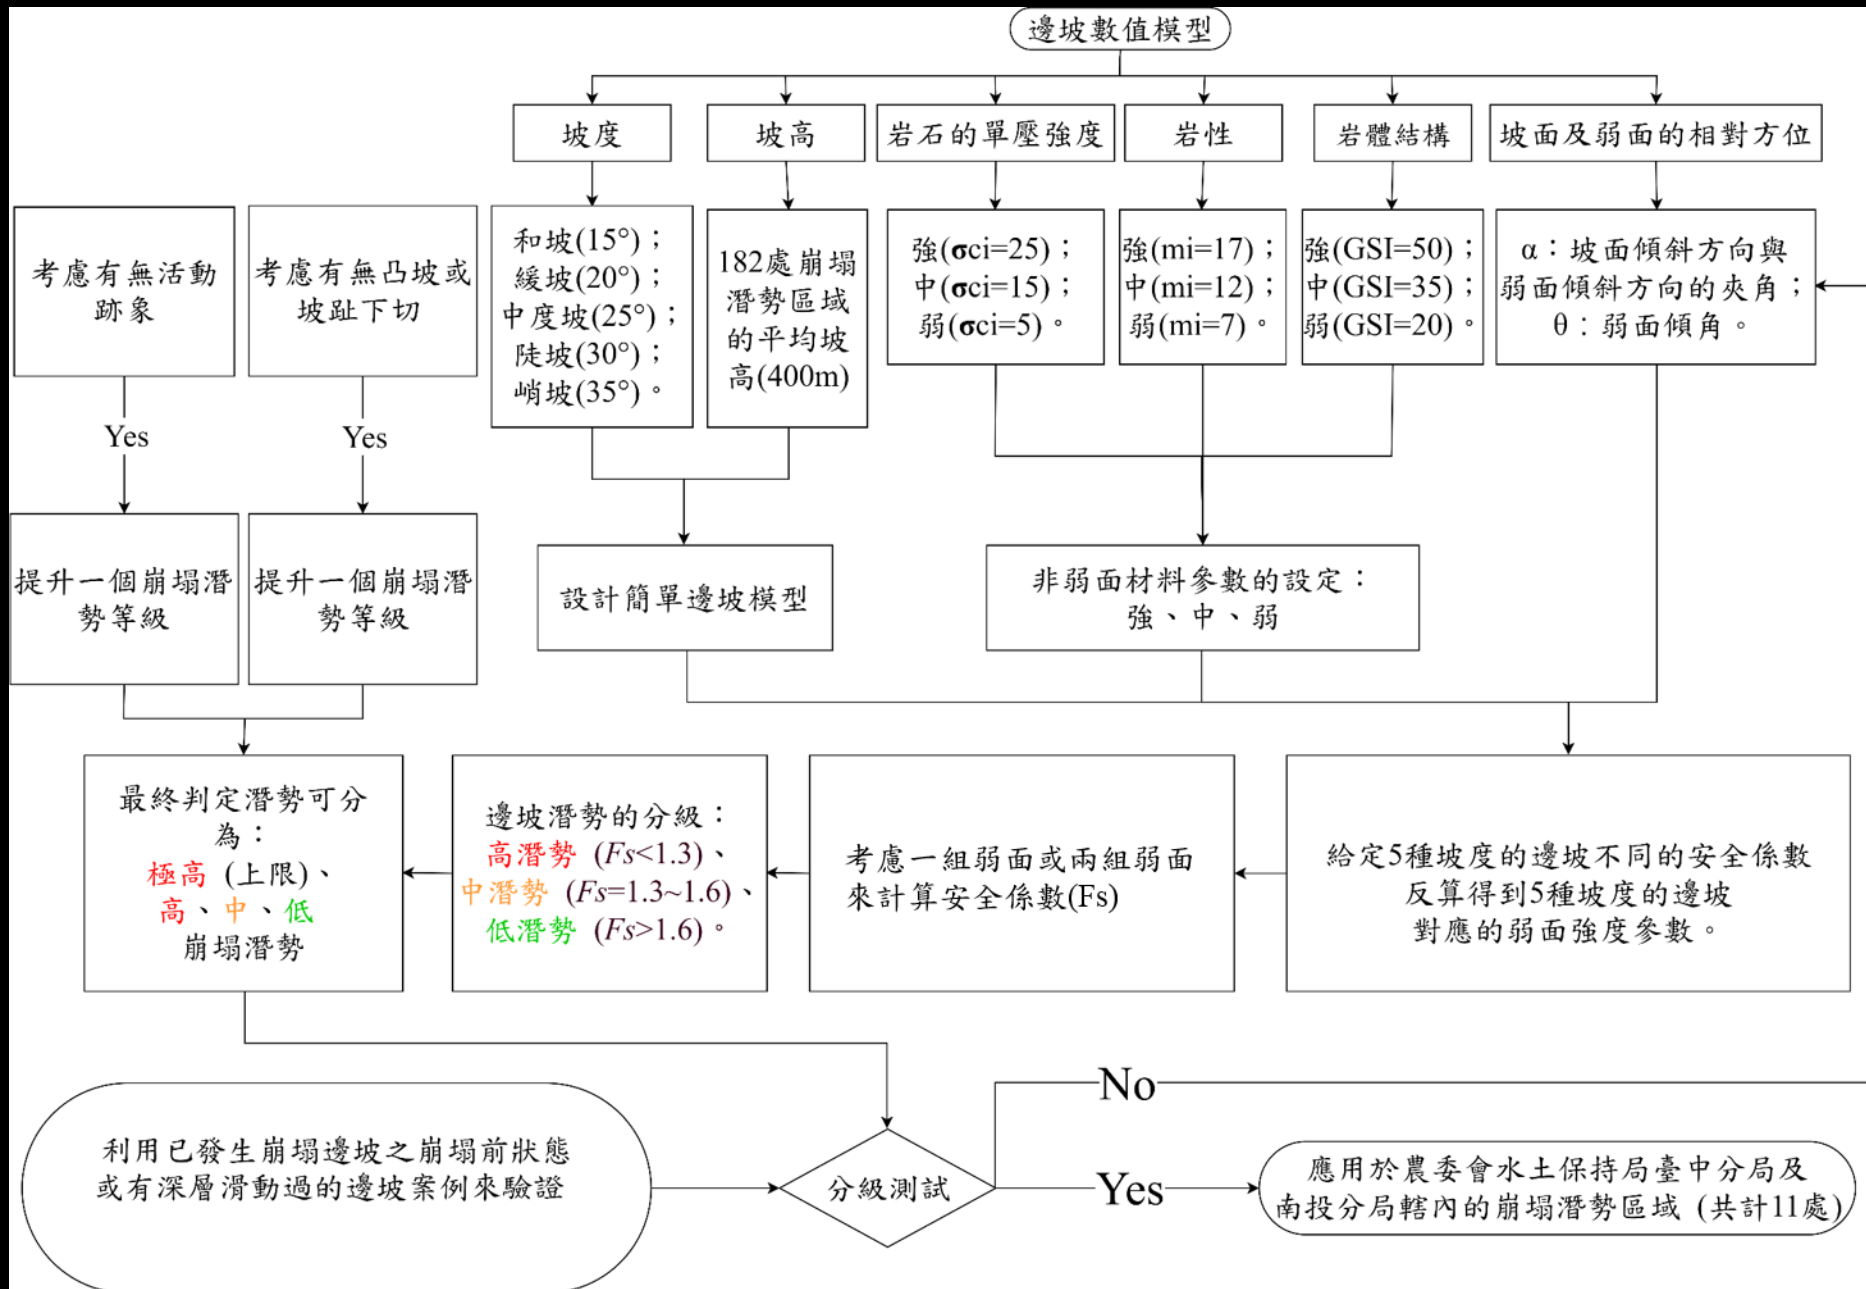 邊坡數值模型
坡度
坡高
岩石的單壓強度
岩性
岩體結構
坡面及弱面的相對方位
考慮有無活動
跡象
考慮有無凸坡或
坡趾下切
和坡(15°)；
緩坡(20°)；
中度坡(25°)；
陡坡(30°)；
峭坡(35°)。
182處崩塌
潛勢區域
的平均坡
高(400m)
強(σci=25)；
中(σci=15)；
弱(σci=5)。
強(mi=17)；
中(mi=12)；
弱(mi=7)。
強(GSI=50)；
中(GSI=35)；
弱(GSI=20)。
α：坡面傾斜方向與
弱面傾斜方向的夾角；
θ：弱面傾角。
Yes
Yes
提升一個崩塌潛
勢等級
提升一個崩塌潛
勢等級
設計簡單邊坡模型
非弱面材料參數的設定：
強、中、弱
最終判定潛勢可分
為：
極高 (上限)、
高、中、低
崩塌潛勢
邊坡潛勢的分級：
高潛勢 (Fs<1.3)、
中潛勢 (Fs=1.3~1.6)、
低潛勢 (Fs>1.6)。
考慮一組弱面或兩組弱面
來計算安全係數(Fs)
給定5種坡度的邊坡不同的安全係數
反算得到5種坡度的邊坡
對應的弱面強度參數。
No
利用已發生崩塌邊坡之崩塌前狀態
或有深層滑動過的邊坡案例來驗證
分級測試
Yes
應用於農委會水土保持局臺中分局及
南投分局轄內的崩塌潛勢區域 (共計11處)